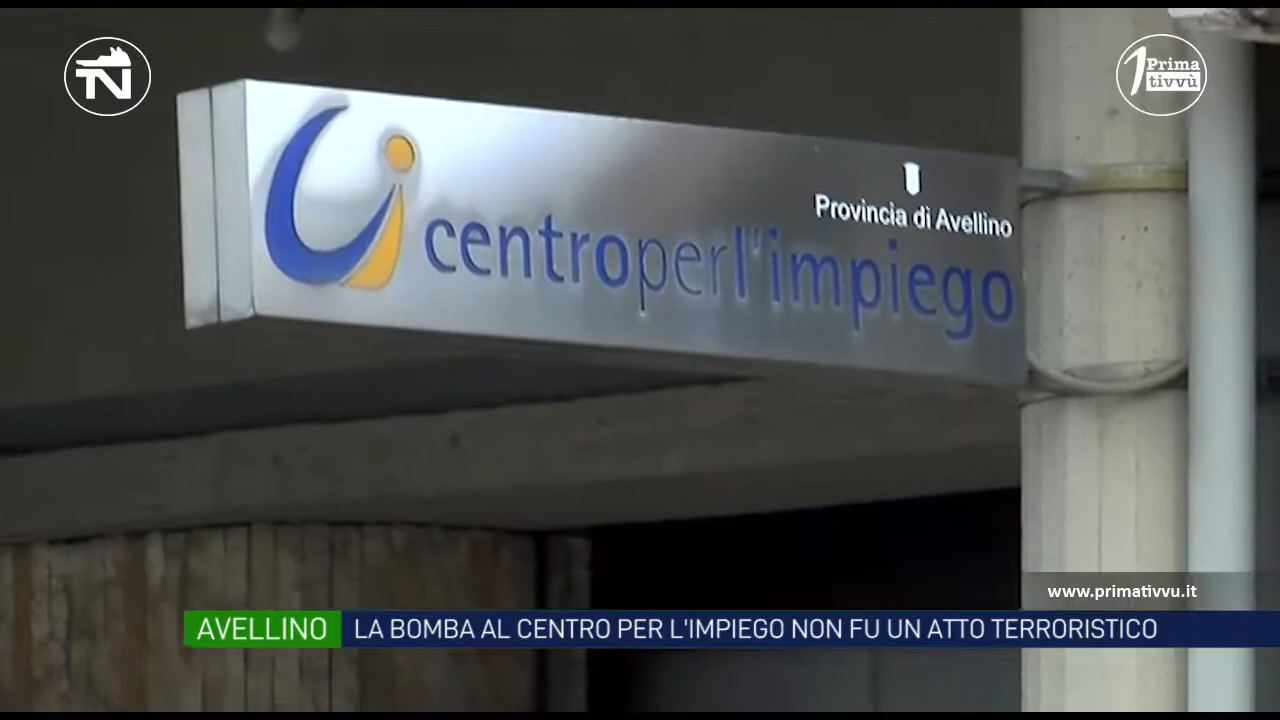 TN
1 Prima
tivvù
Provincia di Avellino
centroperl'impiego
www.primativvu.it
AVELLINO LA BOMBA AL CENTRO PER L'IMPIEGO NON FU UN ATTO TERRORISTICO